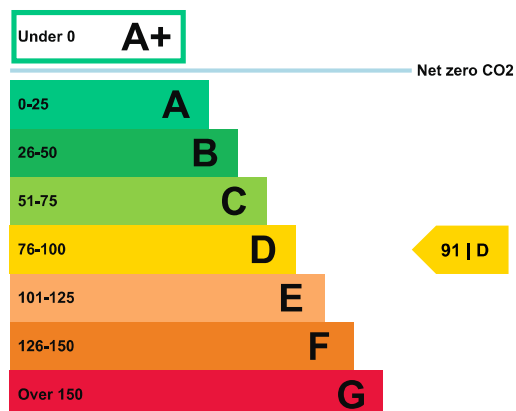 Under 0 A+
Net zero CO2
0-25 A
26-50 B
51-75 C
76-100 D
91 | D
101-125 E
126-150 F
Over 150 G